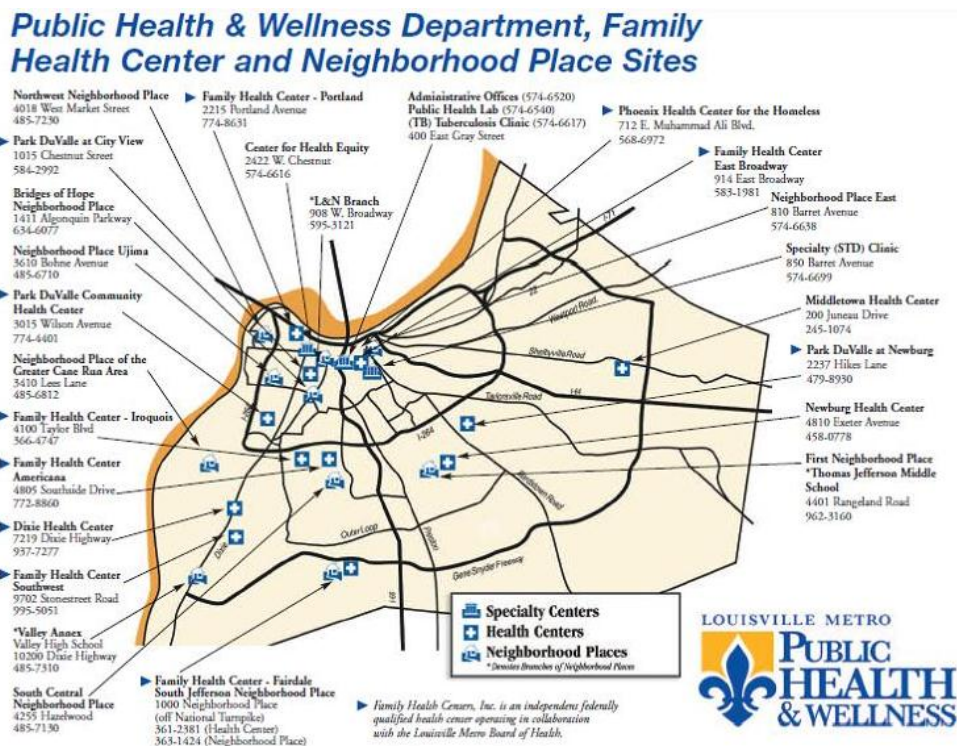 Public Health & Wellness Department, Family
Health Center and Neighborhood Place Sites
Northwest Neighborhood Place
4018 West Market Street
485-7230
Park DuValle at City View
1015 Chestnut Street
584-2992
Bridges of Hope
Neighborhood Place
1411 Algonquin Parkway
634-6077
Neighborhood Place Ujima
3610 Bohne Avenue
485-6710
Park DuValle Community
Health Center
3015 Wilson Avenue
774-4401
Neighborhood Place of the
Greater Cane Run Area
3410 Lees Lane
485-6812
Family Health Center - Iroquois
4100 Taylor Blvd
366-4747
Family Health Center
Americana
4805 Southside Drive
772-8860
Dixie Health Center
7219 Dixie Highway
937-7277
Family Health Center
Southwest
9702 Stonestreet Road
995-5051
*Valley Annex
Valley High School
10200 Dixie Highway
485-7310
South Central
Neighborhood Place
4255 Hazelwood
485-7130
Family Health Center - Portland
2215 Portland Avenue
774-8631
Center for Health Equity
2422 W. Chestnut
574-6616
*L&N Branch
908 W. Broadway
595-3121
Administrative Offices (574-6520)
Public Health Lab (574-6540)
(TB) Tuberculosis Clinic (574-6617)
400 East Gray Street
Phoenix Health Center for the Homeless
712 E. Muhammad Ali Blvd.
568-6972
Family Health Center
East Broadway
914 East Broadway
583-1981
Neighborhood Place East
810 Barret Avenue
574-6638
Specialty (STD) Clinic
850 Barret Avenue
574-6699
Middletown Health Center
200 Juneau Drive
245-1074
Park DuValle at Newburg
2237 Hikes Lane
479-8930
Newburg Health Center
4810 Exeter Avenue
458-0778
First Neighborhood Place
*Thomas Jefferson Middle
School
4401 Rangeland Road
962-3160
I-71
22
Westport Road
Shelbyville Road
I-64
Taylorsville Road
I-264
I-264
Bardstown Road
Outer Loop
Preston
Dixie
Gene Snyder Freeway
I-65
Family Health Center - Fairdale
South Jefferson Neighborhood Place
1000 Neighborhood Place
(off National Turnpike)
361-2381 (Health Center)
363-1424 (Neighborhood Place)
Specialty Centers
Health Centers
Neighborhood Places
* Denotes Branches of Neighborhood Places
Family Health Centers, Inc. is an independent federally
qualified health center operating in collaboration
with the Louisville Metro Board of Health.
LOUISVILLE METRO
PUBLIC
HEALTH
& WELLNESS